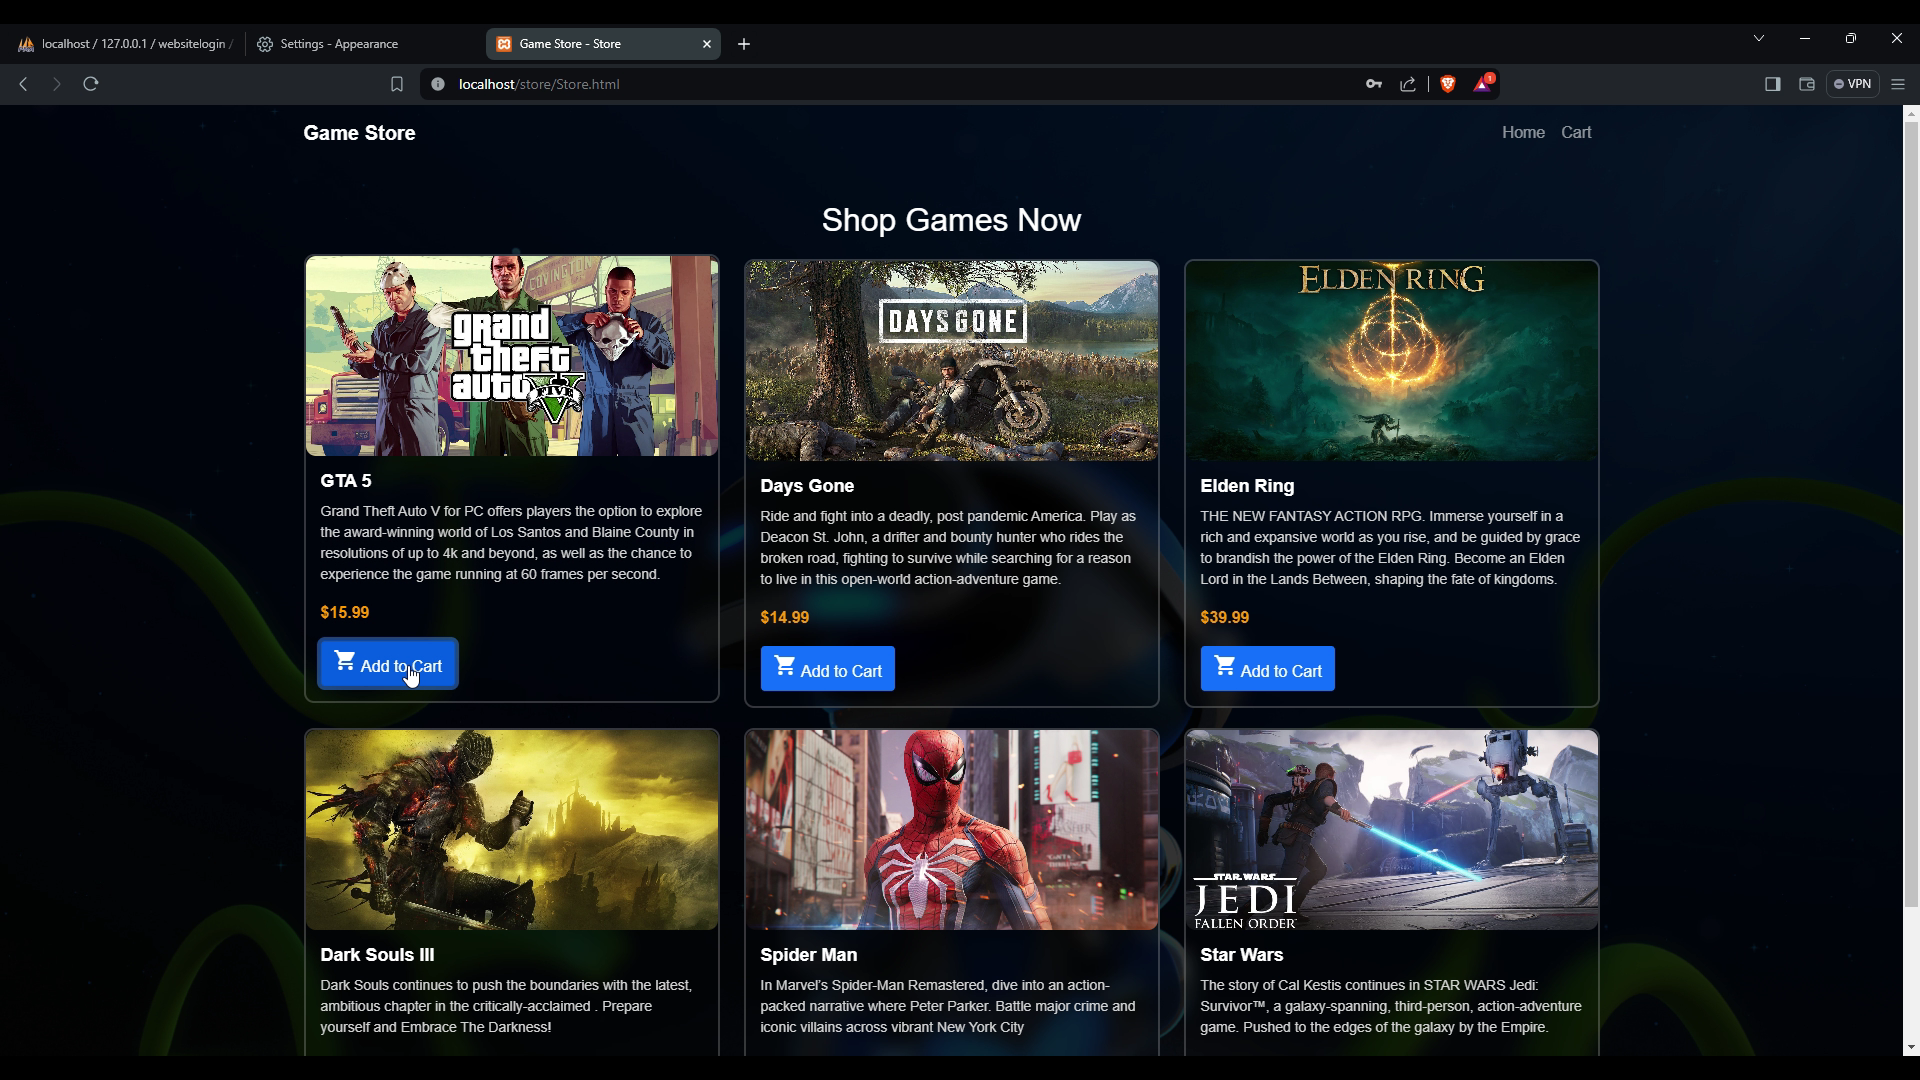 localhost / 127.0.0.1 / websitelogin /
Settings - Appearance
Game Store - Store
localhost/store/Store.html
1
VPN
Game Store
Home
Cart
Shop Games Now
COVINGTON
grand
theft
auto
FIVE
DAYS GONE
ELDEN RING
GTA 5
Grand Theft Auto V for PC offers players the option to explore
the award-winning world of Los Santos and Blaine County in
resolutions of up to 4k and beyond, as well as the chance to
experience the game running at 60 frames per second.
$15.99
Add to Cart
Days Gone
Ride and fight into a deadly, post pandemic America. Play as
Deacon St. John, a drifter and bounty hunter who rides the
broken road, fighting to survive while searching for a reason
to live in this open-world action-adventure game.
$14.99
Add to Cart
Elden Ring
THE NEW FANTASY ACTION RPG. Immerse yourself in a
rich and expansive world as you rise, and be guided by grace
to brandish the power of the Elden Ring. Become an Elden
Lord in the Lands Between, shaping the fate of kingdoms.
$39.99
Add to Cart
STAR WARS
JEDI
FALLEN ORDER
Dark Souls III
Dark Souls continues to push the boundaries with the latest,
ambitious chapter in the critically-acclaimed . Prepare
yourself and Embrace The Darkness!
Spider Man
In Marvel's Spider-Man Remastered, dive into an action-
packed narrative where Peter Parker. Battle major crime and
iconic villains across vibrant New York City
Star Wars
The story of Cal Kestis continues in STAR WARS Jedi:
Survivor™, a galaxy-spanning, third-person, action-adventure
game. Pushed to the edges of the galaxy by the Empire.